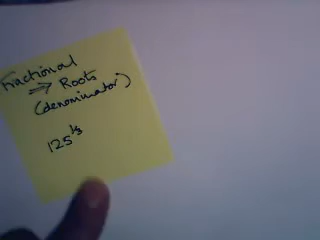 Fractional
⇒ Roots
(denominator)
125^1/3